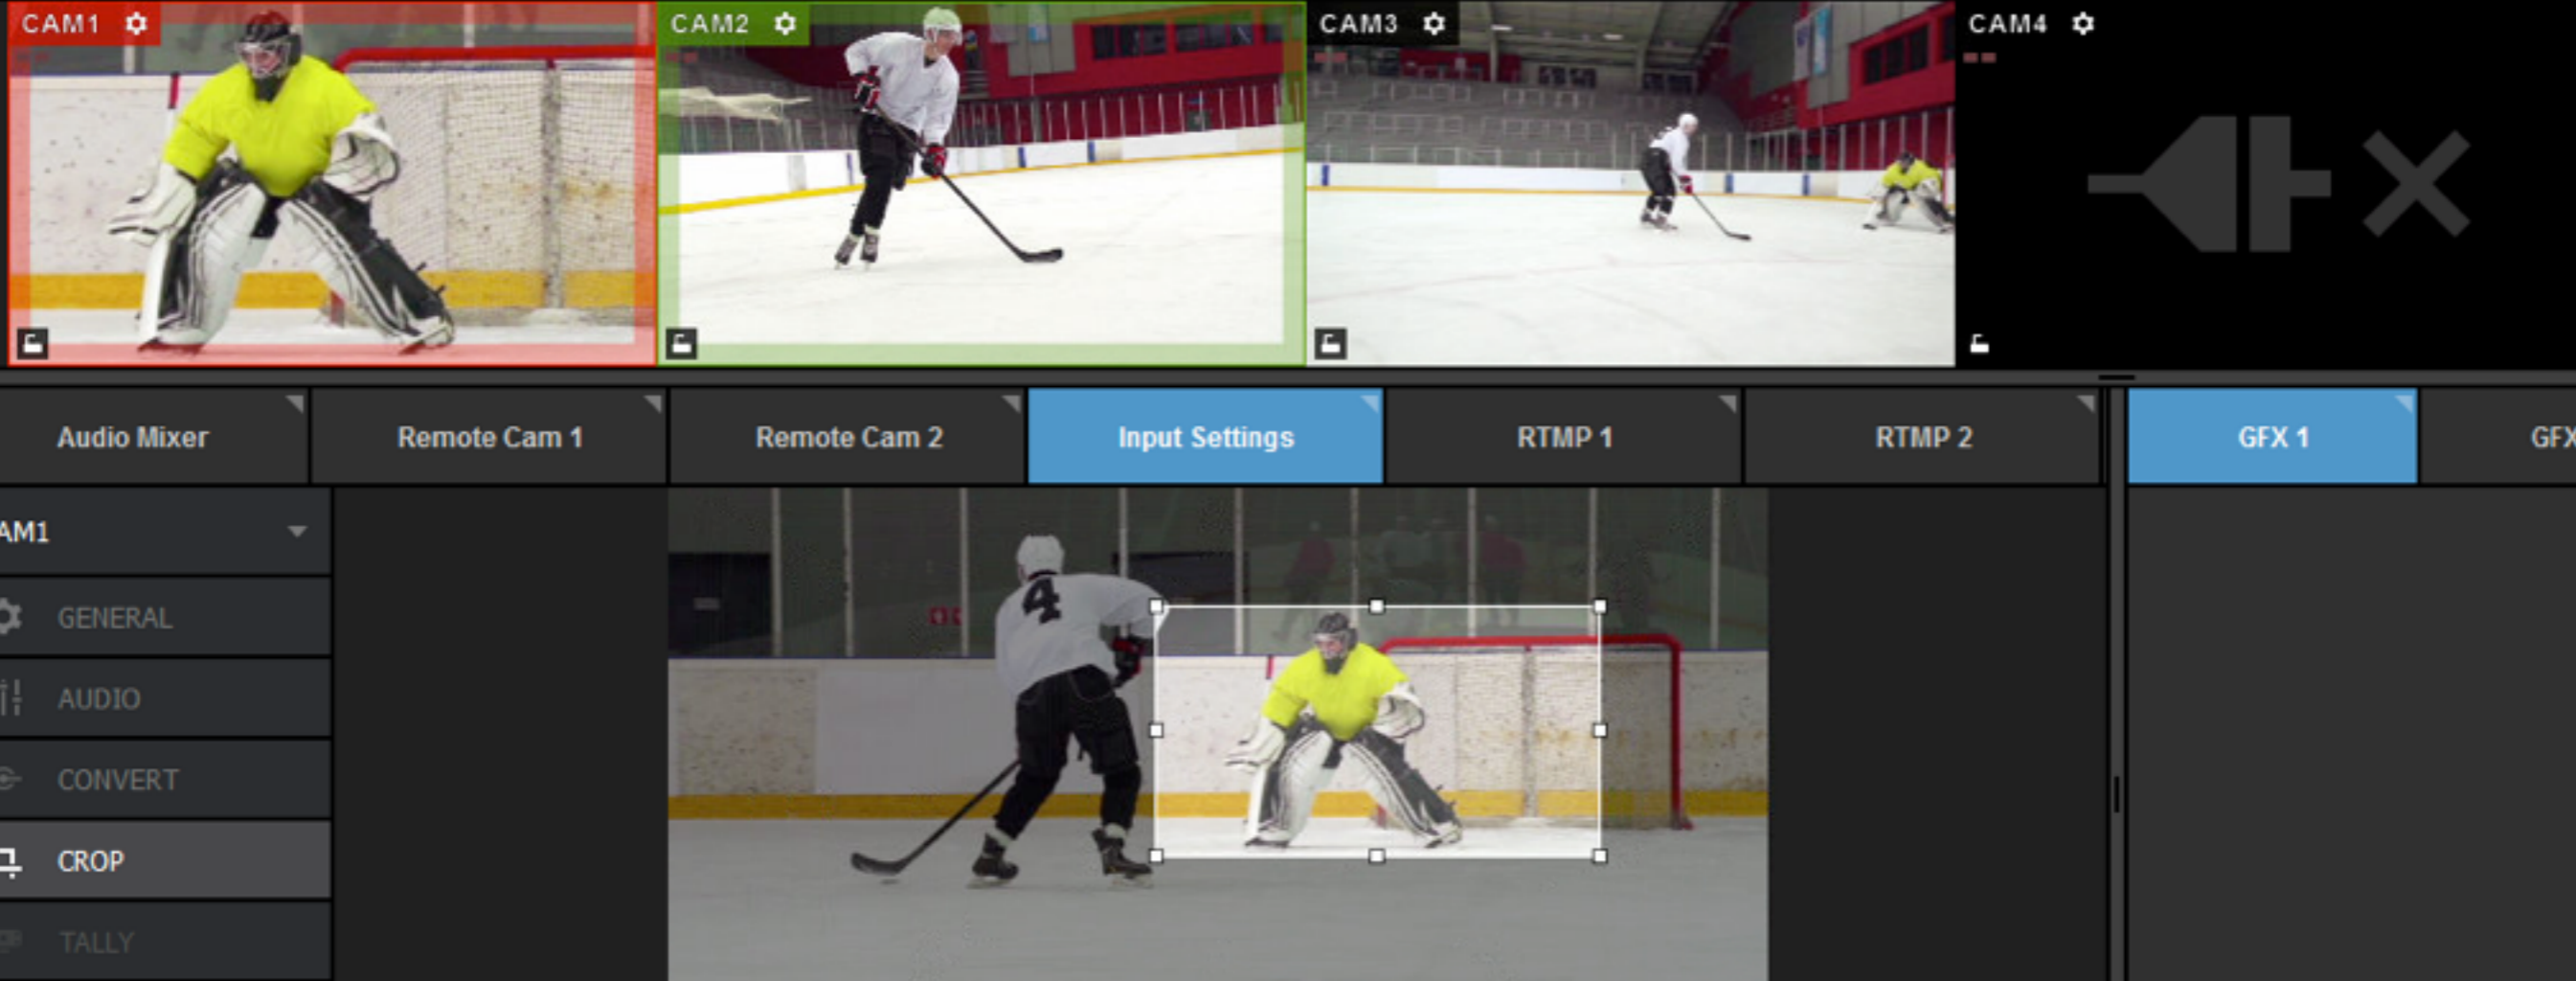 CAM1
CAM2
CAM3
CAM4
Audio Mixer
Remote Cam 1
Remote Cam 2
Input Settings
RTMP 1
RTMP 2
GFX 1
GFX
AM1
GENERAL
AUDIO
CONVERT
CROP
TALLY
4